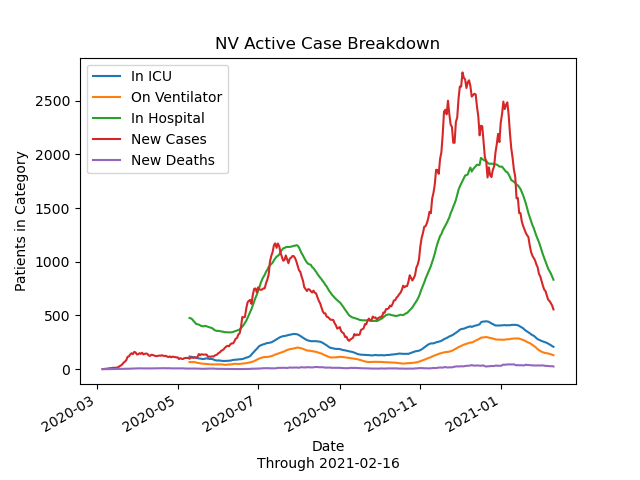 NV Active Case Breakdown
In ICU
On Ventilator
In Hospital
New Cases
New Deaths
Patients in Category
2500
2000
1500
1000
500
0
2020-03
2020-05
2020-07
2020-09
2020-11
2021-01
Date
Through 2021-02-16